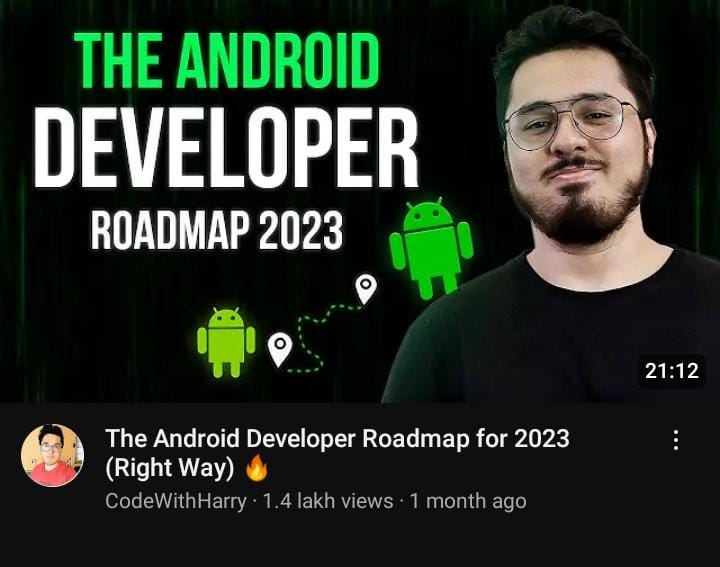 THE ANDROID
DEVELOPER
ROADMAP 2023
21:12
The Android Developer Roadmap for 2023
(Right Way) 🔥
CodeWithHarry · 1.4 lakh views · 1 month ago